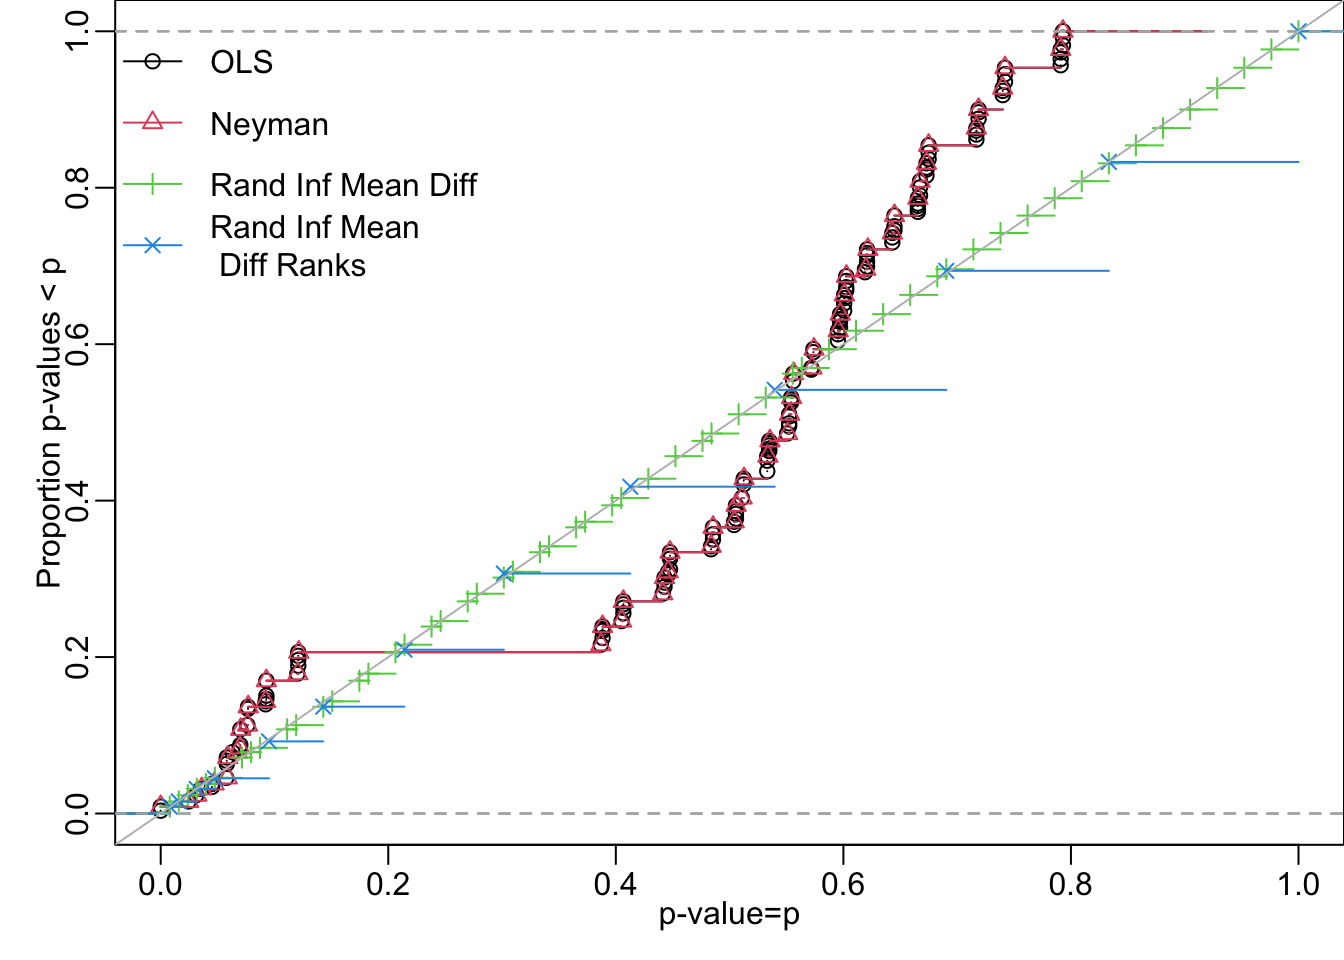 OLS
Neyman
Rand Inf Mean Diff
Rand Inf Mean
Diff Ranks
Proportion p-values < p
1.0
0.8
0.6
0.4
0.2
0.0
0.0 0.2 0.4 0.6 0.8 1.0
p-value=p